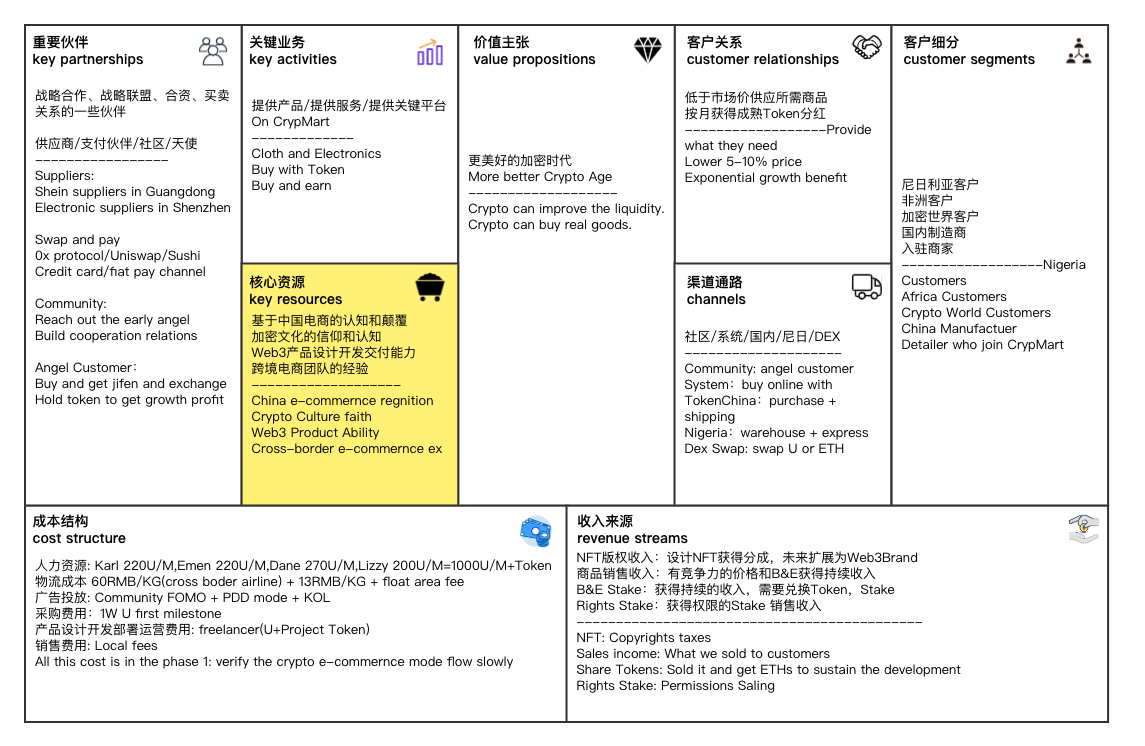 重要伙伴
key partnerships
战略合作、战略联盟、合资、买卖
关系的一些伙伴
供应商/支付伙伴/社区/天使
-----------------
Suppliers:
Shein suppliers in Guangdong
Electronic suppliers in Shenzhen
Swap and pay
0x protocol/Uniswap/Sushi
Credit card/fiat pay channel
Community:
Reach out the early angel
Build cooperation relations
Angel Customer：
Buy and get jifen and exchange
Hold token to get growth profit
关键业务
key activities
提供产品/提供服务/提供关键平台
On CrypMart
-------------
Cloth and Electronics
Buy with Token
Buy and earn
核心资源
key resources
基于中国电商的认知和颠覆
加密文化的信仰和认知
Web3产品设计开发交付能力
跨境电商团队的经验
-------------------
China e-commernce regnition
Crypto Culture faith
Web3 Product Ability
Cross-border e-commernce ex
价值主张
value propositions
更美好的加密时代
More better Crypto Age
-------------------
Crypto can improve the liquidity.
Crypto can buy real goods.
客户关系
customer relationships
低于市场价供应所需商品
按月获得成熟Token分红
------------------Provide
what they need
Lower 5-10% price
Exponential growth benefit
渠道通路
channels
社区/系统/国内/尼日/DEX
--------------------
Community: angel customer
System：buy online with
TokenChina：purchase +
shipping
Nigeria：warehouse + express
Dex Swap: swap U or ETH
客户细分
customer segments
尼日利亚客户
非洲客户
加密世界客户
国内制造商
入驻商家
------------------Nigeria
Customers
Africa Customers
Crypto World Customers
China Manufactuer
Detailer who join CrypMart
成本结构
cost structure
人力资源: Karl 220U/M,Emen 220U/M,Dane 270U/M,Lizzy 200U/M=1000U/M+Token
物流成本 60RMB/KG(cross boder airline) + 13RMB/KG + float area fee
广告投放: Community FOMO + PDD mode + KOL
采购费用：1W U first milestone
产品设计开发部署运营费用: freelancer(U+Project Token)
销售费用: Local fees
All this cost is in the phase 1: verify the crypto e-commernce mode flow slowly
收入来源
revenue streams
NFT版权收入：设计NFT获得分成，未来扩展为Web3Brand
商品销售收入：有竞争力的价格和B&E获得持续收入
B&E Stake：获得持续的收入，需要兑换Token，Stake
Rights Stake：获得权限的Stake 销售收入
--------------------------------------------
NFT: Copyrights taxes
Sales income: What we sold to customers
Share Tokens: Sold it and get ETHs to sustain the development
Rights Stake: Permissions Saling